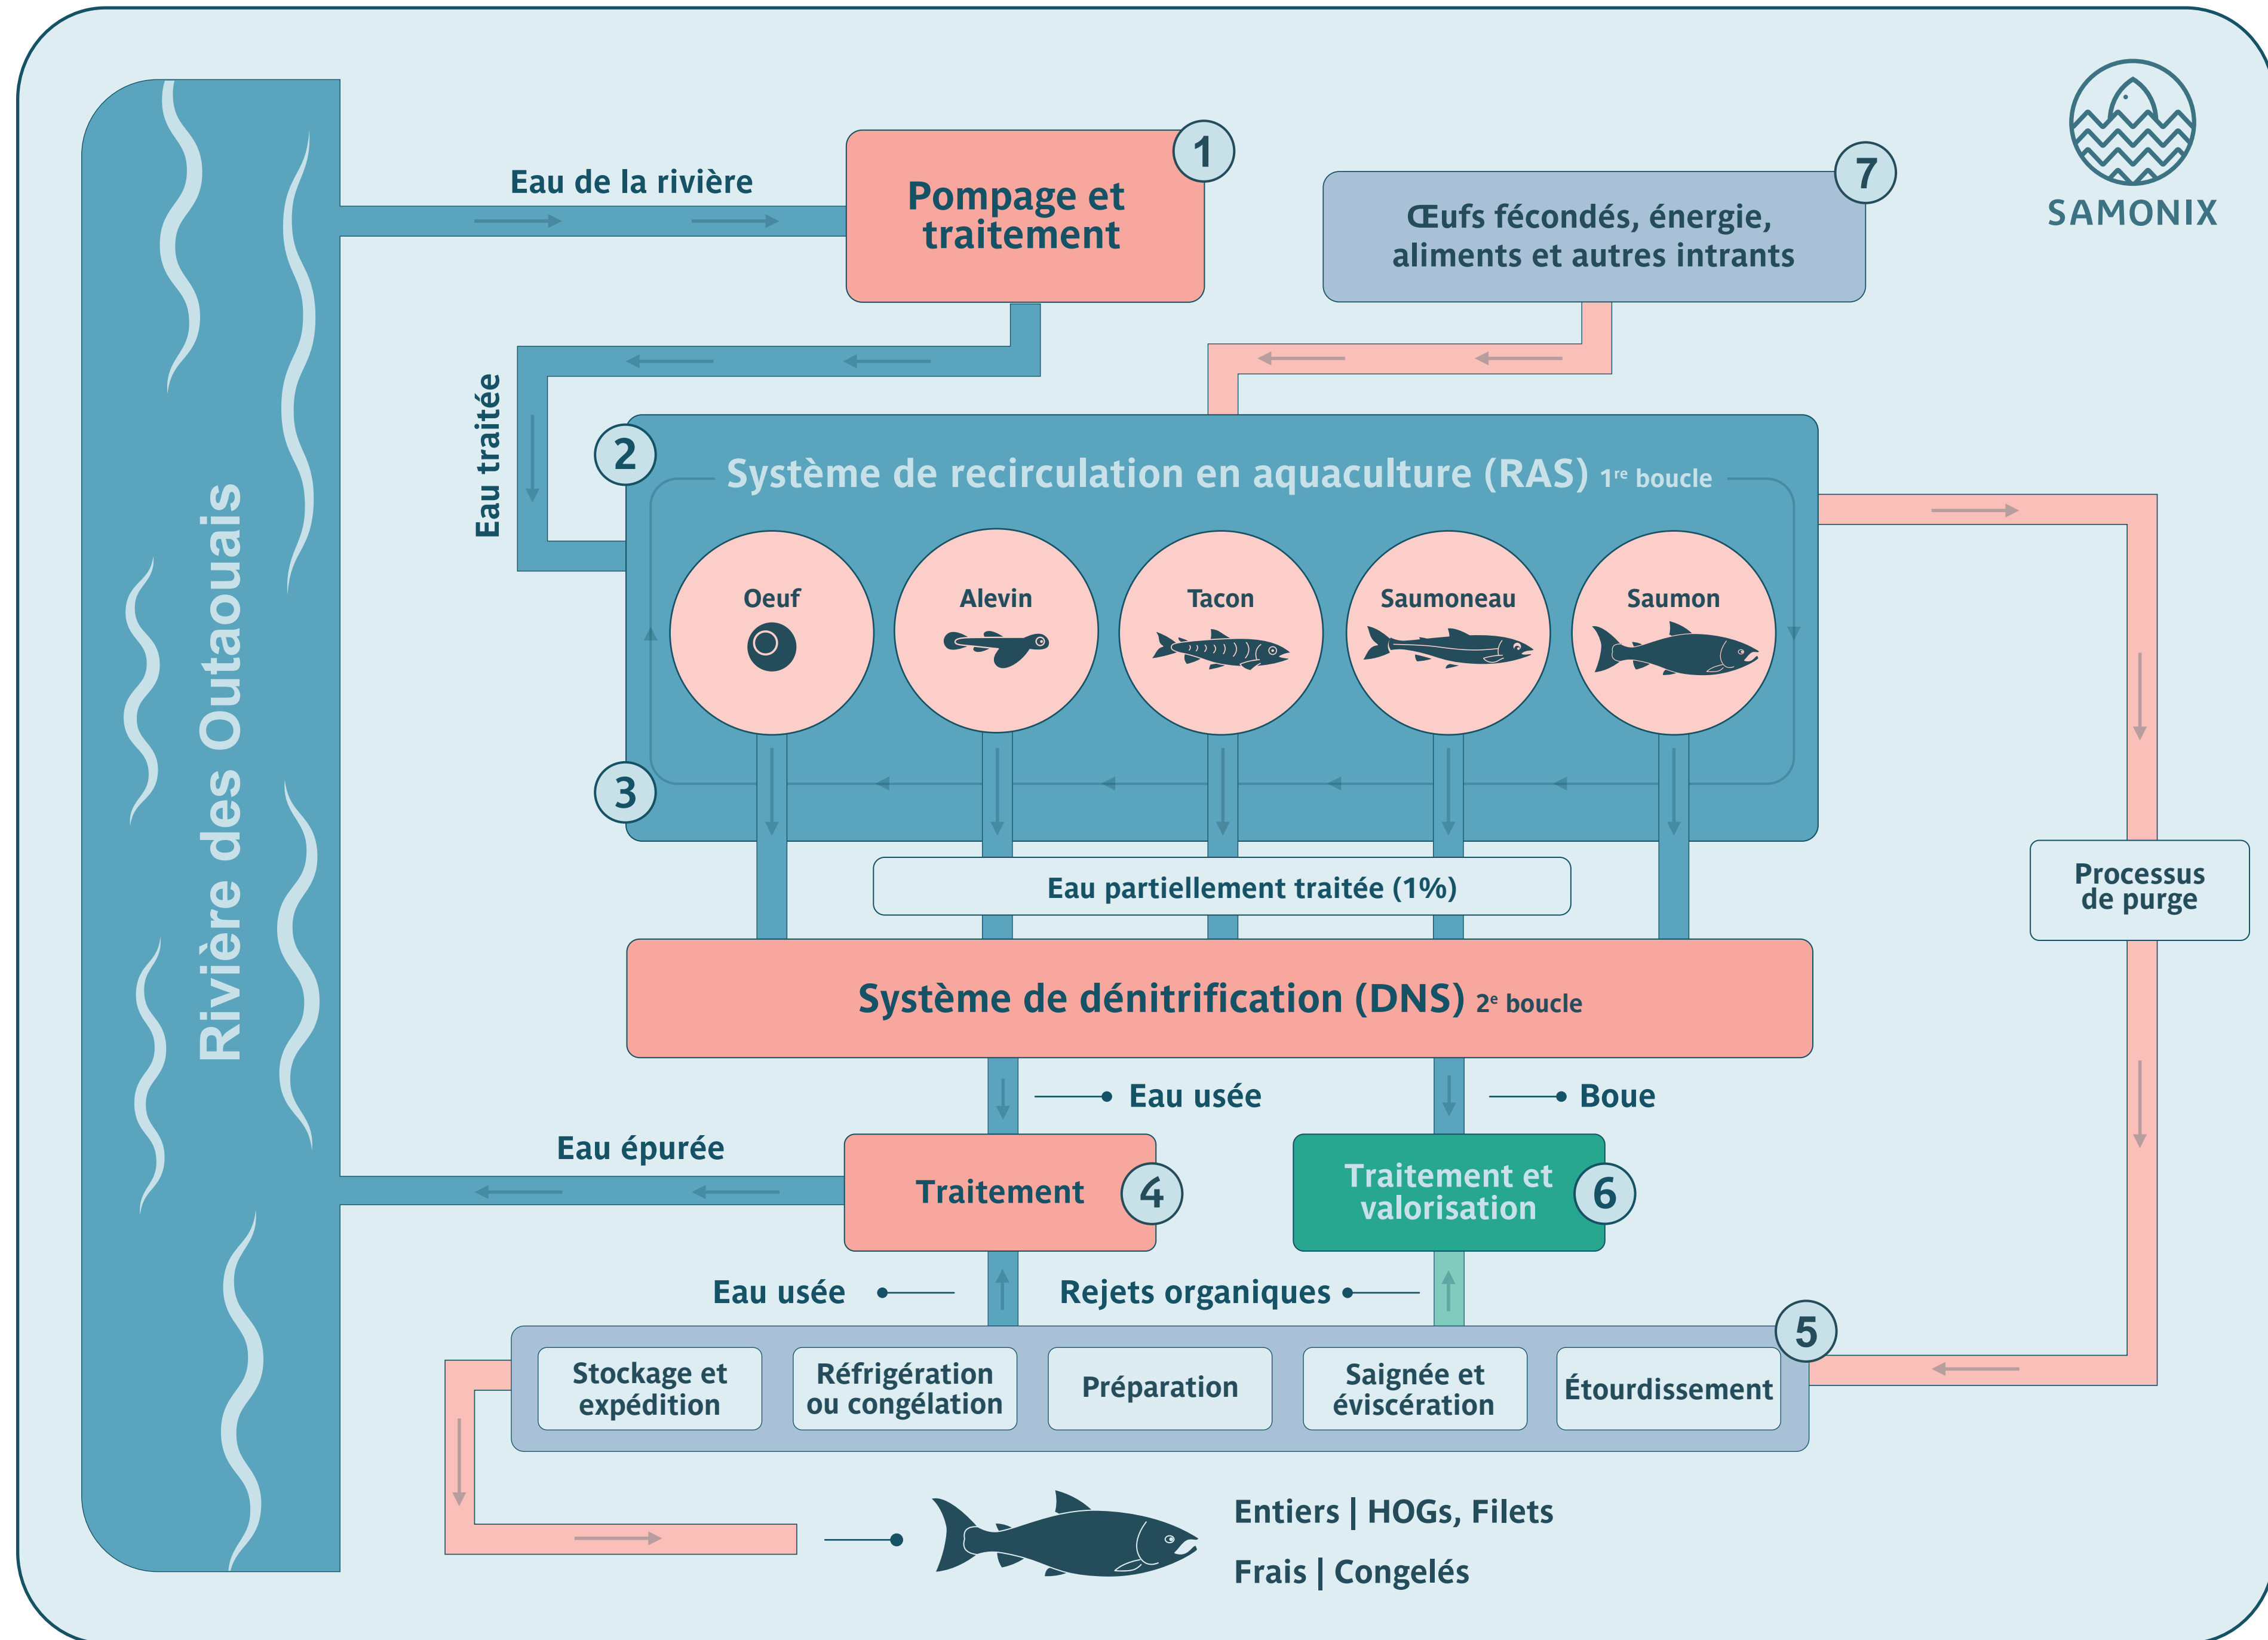 SAMONIX
Rivière des Outaouais
Eau de la rivière
1
Pompage et
traitement
7
Œufs fécondés, énergie,
aliments et autres intrants
Eau traitée
2
Système de recirculation en aquaculture (RAS) 1re boucle
Oeuf
Alevin
Tacon
Saumoneau
Saumon
3
Eau partiellement traitée (1%)
Processus
de purge
Système de dénitrification (DNS) 2e boucle
Eau usée
Boue
Eau épurée
Traitement
4
Traitement et
valorisation
6
Eau usée
Rejets organiques
5
Stockage et
expédition
Réfrigération
ou congélation
Préparation
Saignée et
éviscération
Étourdissement
Entiers | HOGs, Filets
Frais | Congelés